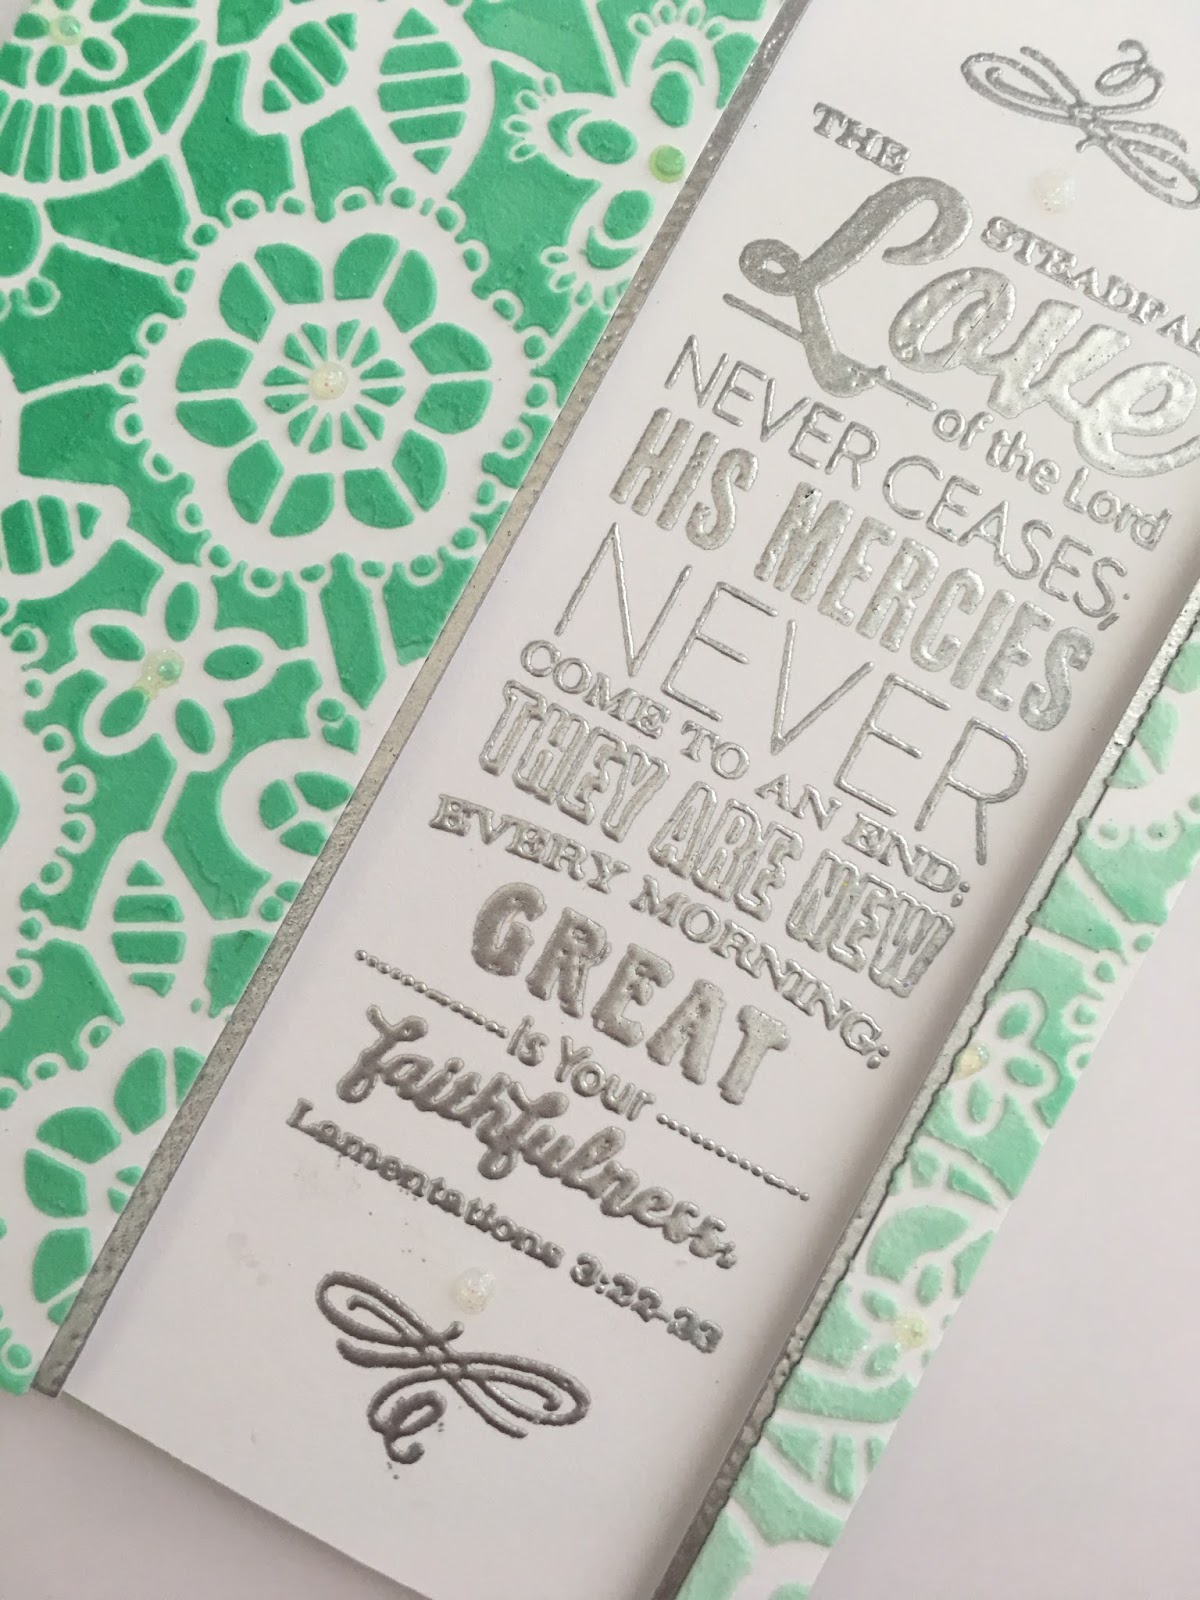 THE
STEADFA
Love
of the Lord
NEVER CEASES,
HIS MERCIES
NEVER
COME TO AN END;
THEY ARE NEW
EVERY MORNING;
GREAT
is Your
faithfulness.
Lamentations 3:22-23